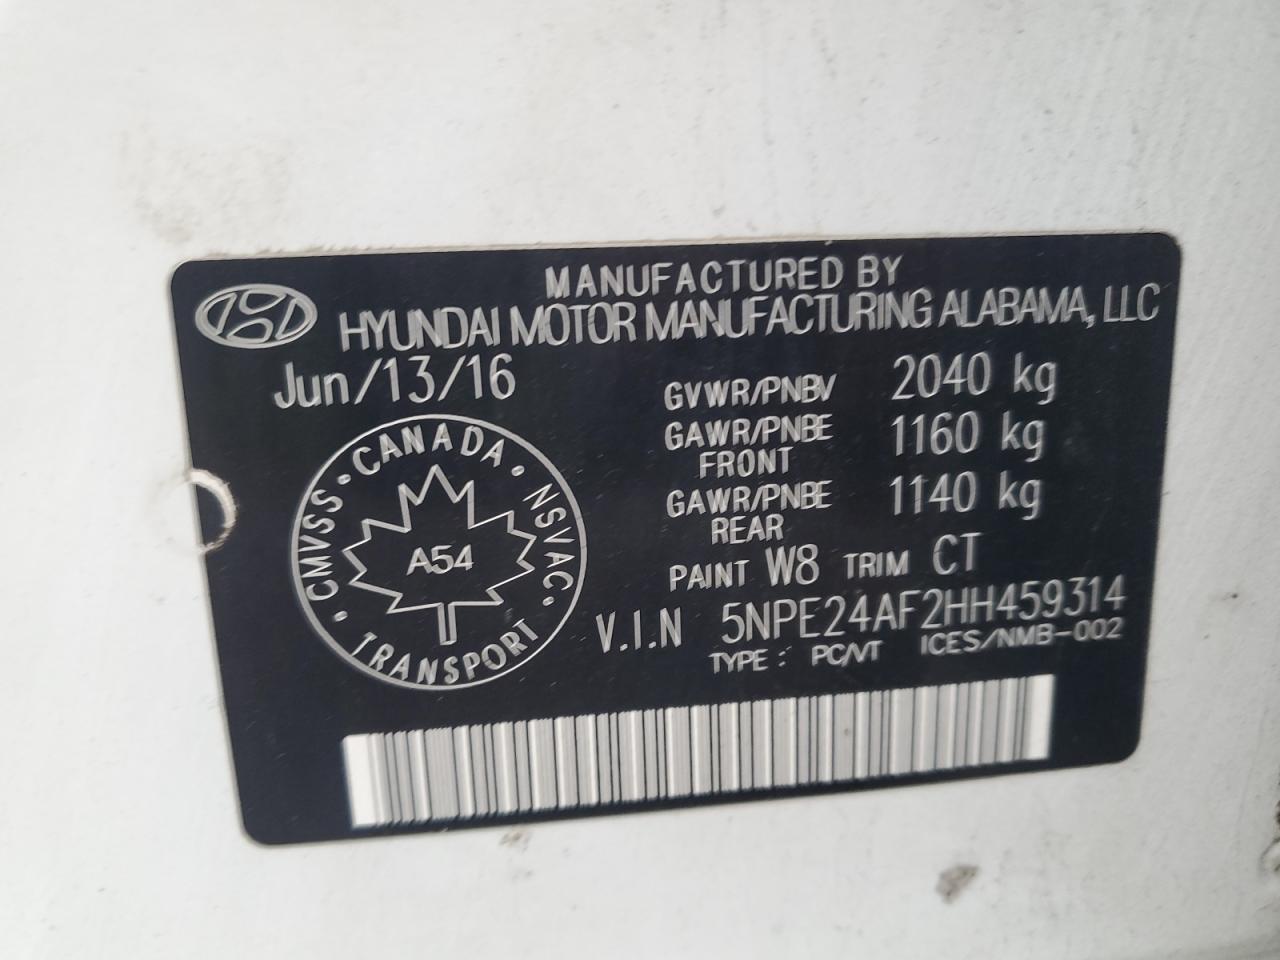 MANUFACTURED BY
HYUNDAI MOTOR MANUFACTURING ALABAMA, LLC
Jun/13/16
GVWR/PNBV 2040 kg
GAWR/PNBE FRONT 1160 kg
GAWR/PNBE REAR 1140 kg
PAINT W8 TRIM CT
V.I.N 5NPE24AF2HH459314
TYPE : PC/VT ICES/NMB-002
CMVSS · CANADA · NSVAC ·
A54
TRANSPORT